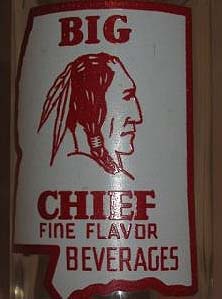 BIG
CHIEF
FINE FLAVOR
BEVERAGES